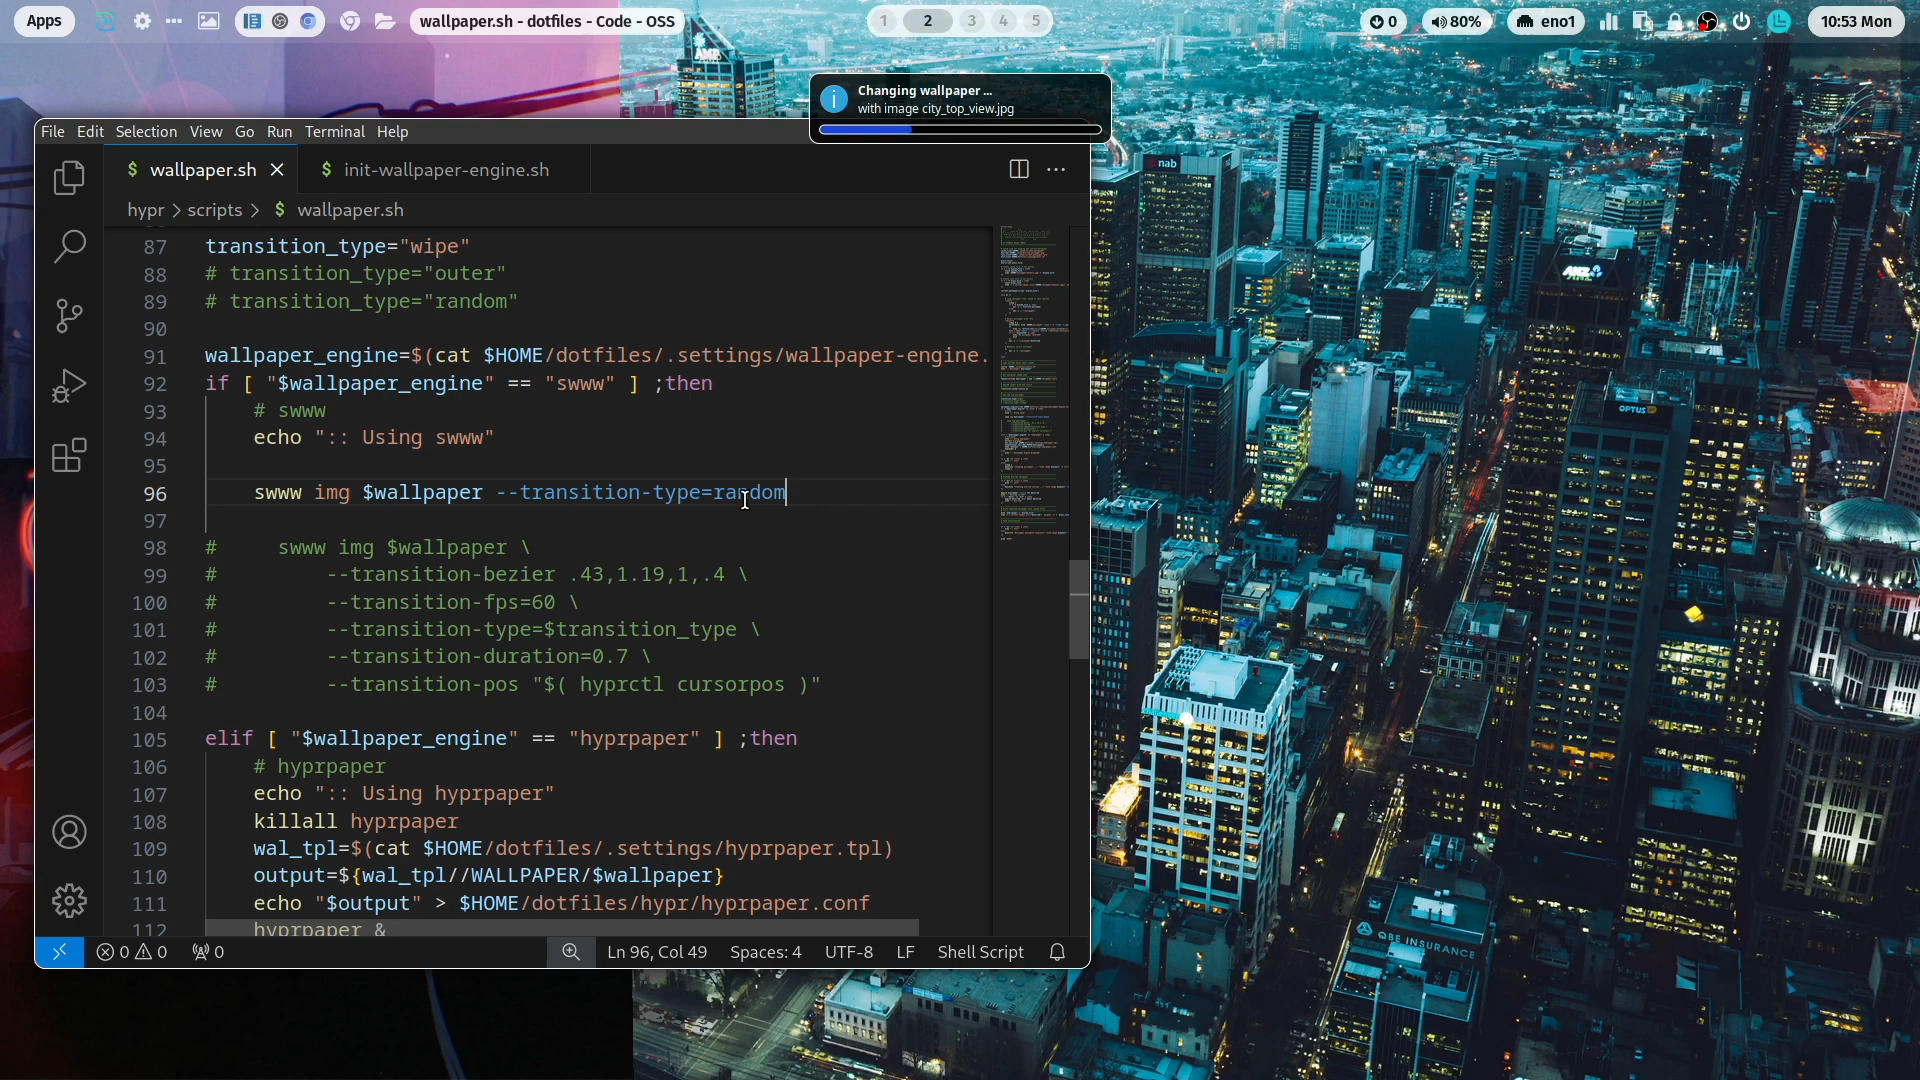 Apps
wallpaper.sh - dotfiles - Code - OSS
1 2 3 4 5
0
80%
eno1
10:53 Mon
Changing wallpaper ...
with image city_top_view.jpg
File Edit Selection View Go Run Terminal Help
$ wallpaper.sh
$ init-wallpaper-engine.sh
hypr > scripts > $ wallpaper.sh
87 transition_type="wipe"
88 # transition_type="outer"
89 # transition_type="random"
90
91 wallpaper_engine=$(cat $HOME/dotfiles/.settings/wallpaper-engine.
92 if [ "$wallpaper_engine" == "swww" ] ;then
93     # swww
94     echo ":: Using swww"
95
96     swww img $wallpaper --transition-type=random
97
98 #     swww img $wallpaper \
99 #         --transition-bezier .43,1.19,1,.4 \
100 #         --transition-fps=60 \
101 #         --transition-type=$transition_type \
102 #         --transition-duration=0.7 \
103 #         --transition-pos "$( hyprctl cursorpos )"
104
105 elif [ "$wallpaper_engine" == "hyprpaper" ] ;then
106     # hyprpaper
107     echo ":: Using hyprpaper"
108     killall hyprpaper
109     wal_tpl=$(cat $HOME/dotfiles/.settings/hyprpaper.tpl)
110     output=${wal_tpl//WALLPAPER/$wallpaper}
111     echo "$output" > $HOME/dotfiles/hypr/hyprpaper.conf
112     hyprpaper &
0 0 0
Ln 96, Col 49 Spaces: 4 UTF-8 LF Shell Script
AMP
nab
ANZ
OPTUS
QBE INSURANCE